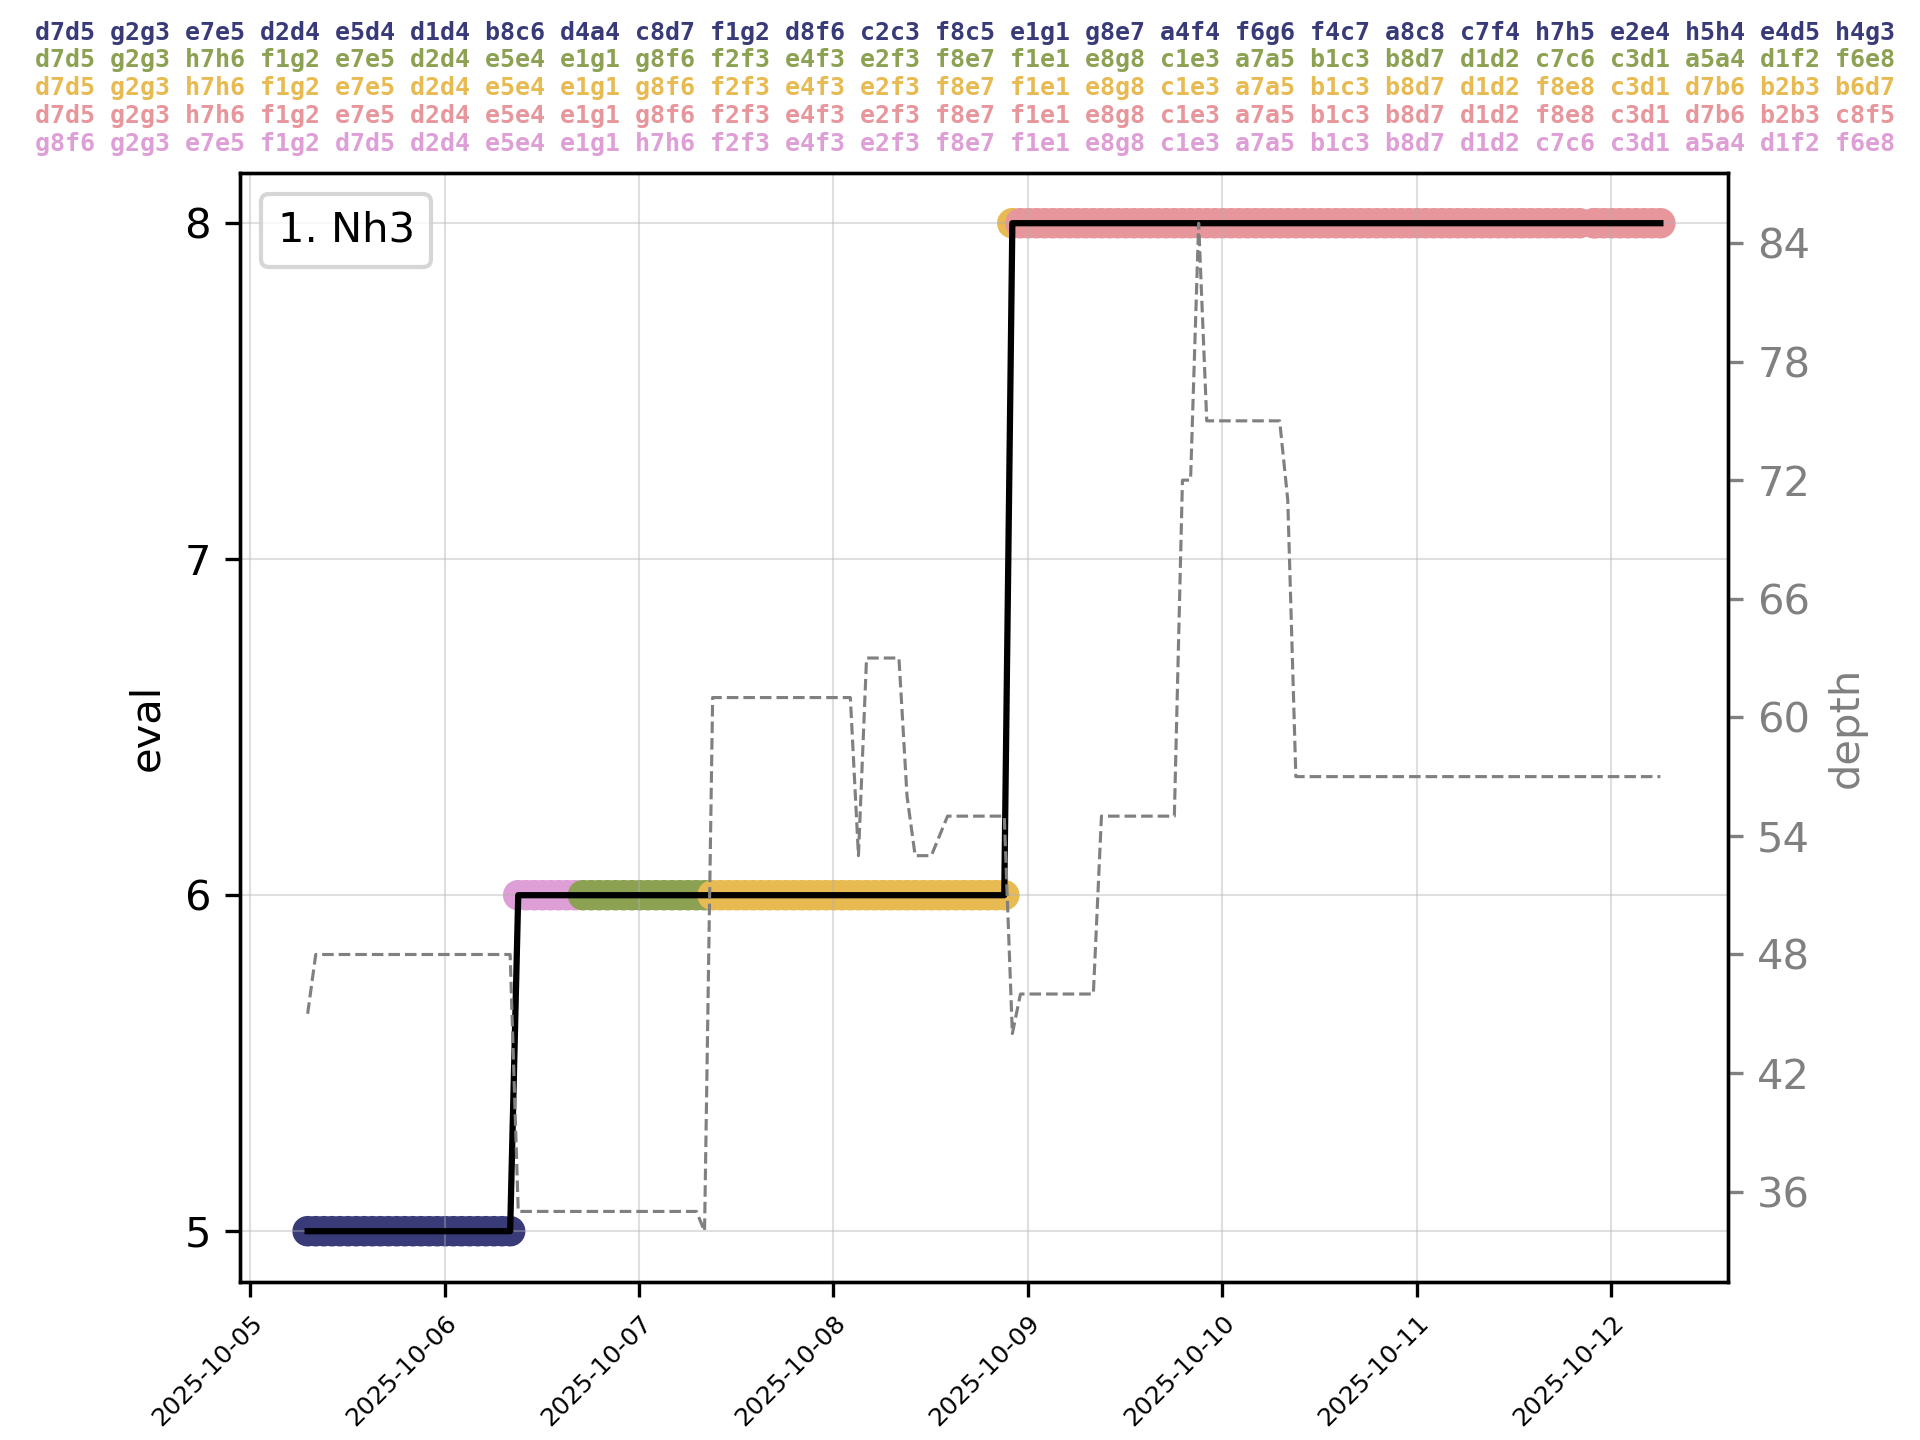 d7d5 g2g3 e7e5 d2d4 e5d4 d1d4 b8c6 d4a4 c8d7 f1g2 d8f6 c2c3 f8c5 e1g1 g8e7 a4f4 f6g6 f4c7 a8c8 c7f4 h7h5 e2e4 h5h4 e4d5 h4g3
d7d5 g2g3 h7h6 f1g2 e7e5 d2d4 e5e4 e1g1 g8f6 f2f3 e4f3 e2f3 f8e7 f1e1 e8g8 c1e3 a7a5 b1c3 b8d7 d1d2 c7c6 c3d1 a5a4 d1f2 f6e8
d7d5 g2g3 h7h6 f1g2 e7e5 d2d4 e5e4 e1g1 g8f6 f2f3 e4f3 e2f3 f8e7 f1e1 e8g8 c1e3 a7a5 b1c3 b8d7 d1d2 f8e8 c3d1 d7b6 b2b3 b6d7
d7d5 g2g3 h7h6 f1g2 e7e5 d2d4 e5e4 e1g1 g8f6 f2f3 e4f3 e2f3 f8e7 f1e1 e8g8 c1e3 a7a5 b1c3 b8d7 d1d2 f8e8 c3d1 d7b6 b2b3 c8f5
g8f6 g2g3 e7e5 f1g2 d7d5 d2d4 e5e4 e1g1 h7h6 f2f3 e4f3 e2f3 f8e7 f1e1 e8g8 c1e3 a7a5 b1c3 b8d7 d1d2 c7c6 c3d1 a5a4 d1f2 f6e8
1. Nh3
8
7
6
5
eval
84
78
72
66
60
54
48
42
36
depth
2025-10-05
2025-10-06
2025-10-07
2025-10-08
2025-10-09
2025-10-10
2025-10-11
2025-10-12